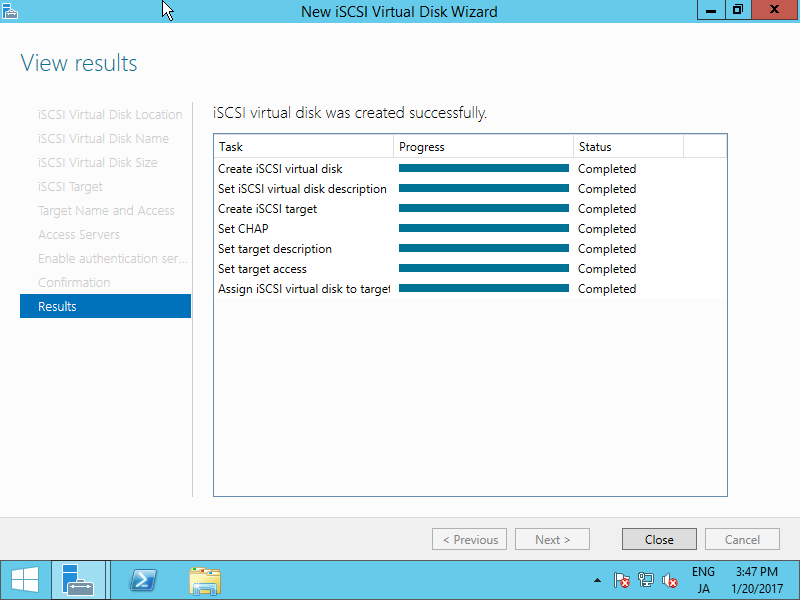 New iSCSI Virtual Disk Wizard
View results
iSCSI Virtual Disk Location
iSCSI Virtual Disk Name
iSCSI Virtual Disk Size
iSCSI Target
Target Name and Access
Access Servers
Enable authentication ser...
Confirmation
Results
iSCSI virtual disk was created successfully.
Task Progress Status
Create iSCSI virtual disk Completed
Set iSCSI virtual disk description Completed
Create iSCSI target Completed
Set CHAP Completed
Set target description Completed
Set target access Completed
Assign iSCSI virtual disk to target Completed
< Previous Next > Close Cancel
ENG 3:47 PM
JA 1/20/2017